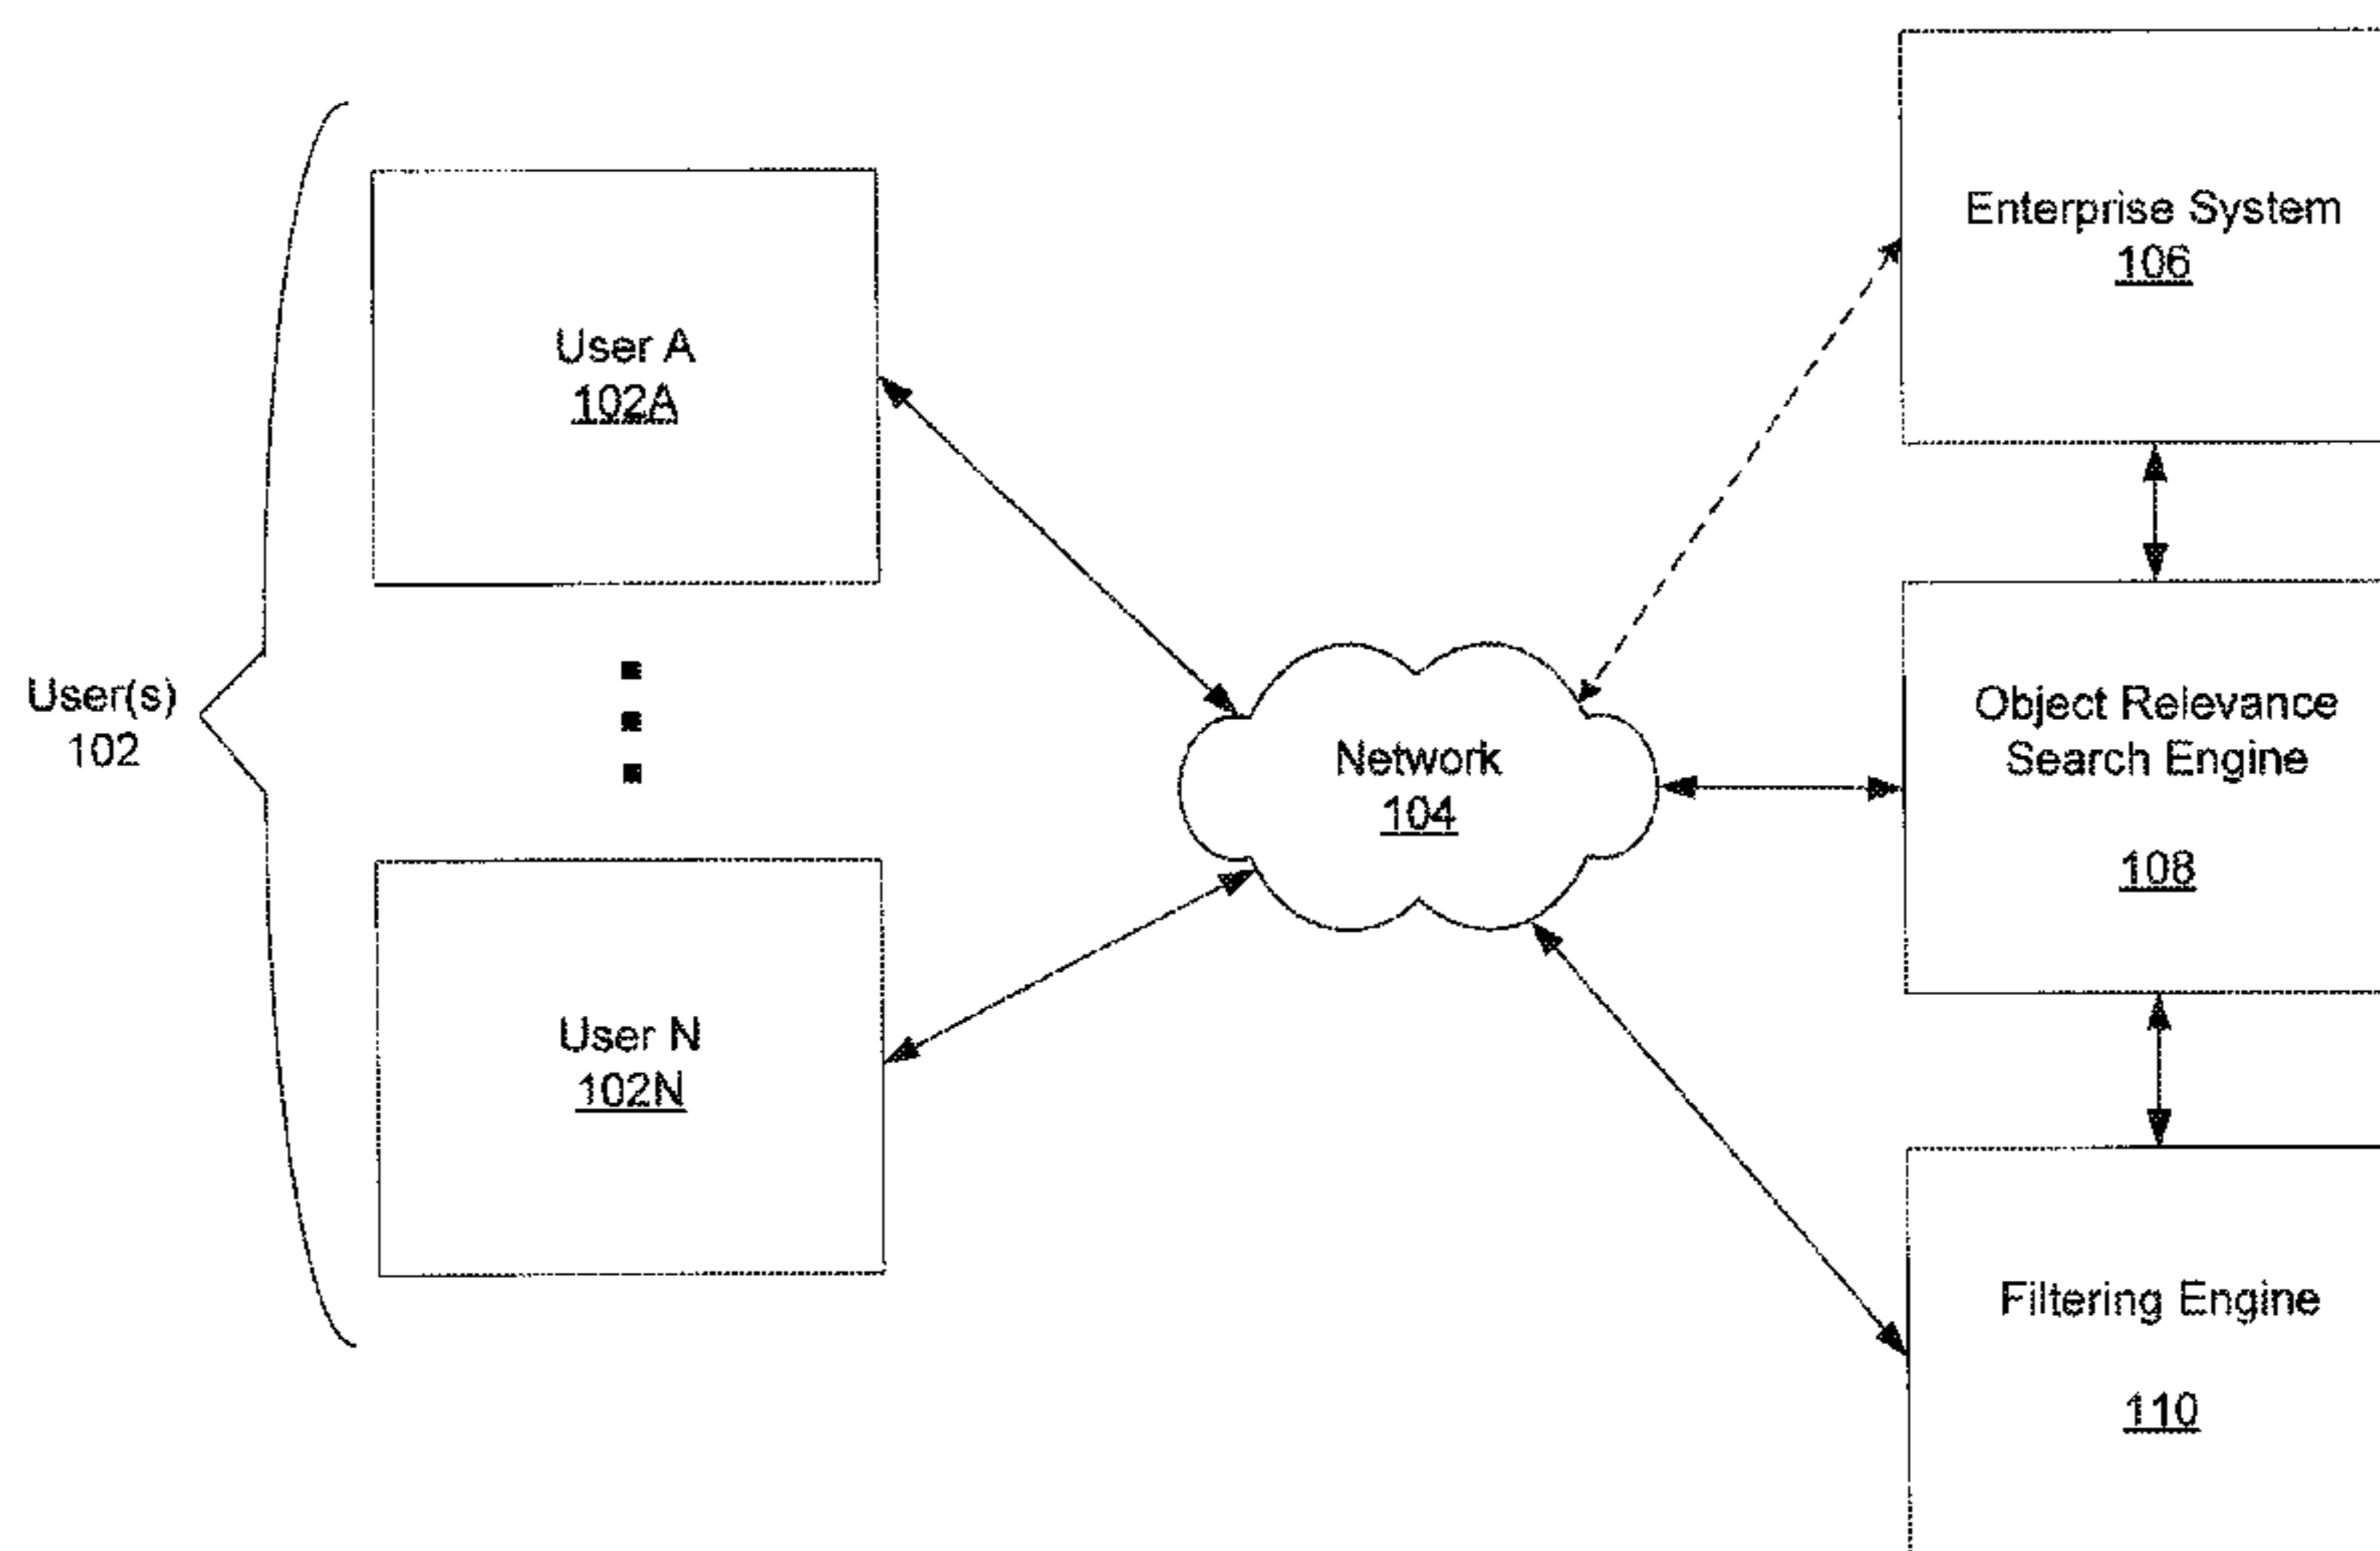 User(s)
102
User A
102A
User N
102N
Network
104
Enterprise System
106
Object Relevance
Search Engine
108
Filtering Engine
110